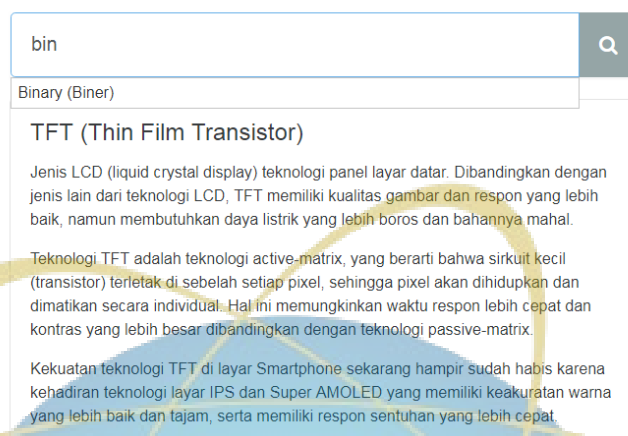 bin
Binary (Biner)
TFT (Thin Film Transistor)
Jenis LCD (liquid crystal display) teknologi panel layar datar. Dibandingkan dengan
jenis lain dari teknologi LCD, TFT memiliki kualitas gambar dan respon yang lebih
baik, namun membutuhkan daya listrik yang lebih boros dan bahannya mahal.
Teknologi TFT adalah teknologi active-matrix, yang berarti bahwa sirkuit kecil
(transistor) terletak di sebelah setiap pixel, sehingga pixel akan dihidupkan dan
dimatikan secara individual. Hal ini memungkinkan waktu respon lebih cepat dan
kontras yang lebih besar dibandingkan dengan teknologi passive-matrix.
Kekuatan teknologi TFT di layar Smartphone sekarang hampir sudah habis karena
kehadiran teknologi layar IPS dan Super AMOLED yang memiliki keakuratan warna
yang lebih baik dan tajam, serta memiliki respon sentuhan yang lebih cepat.